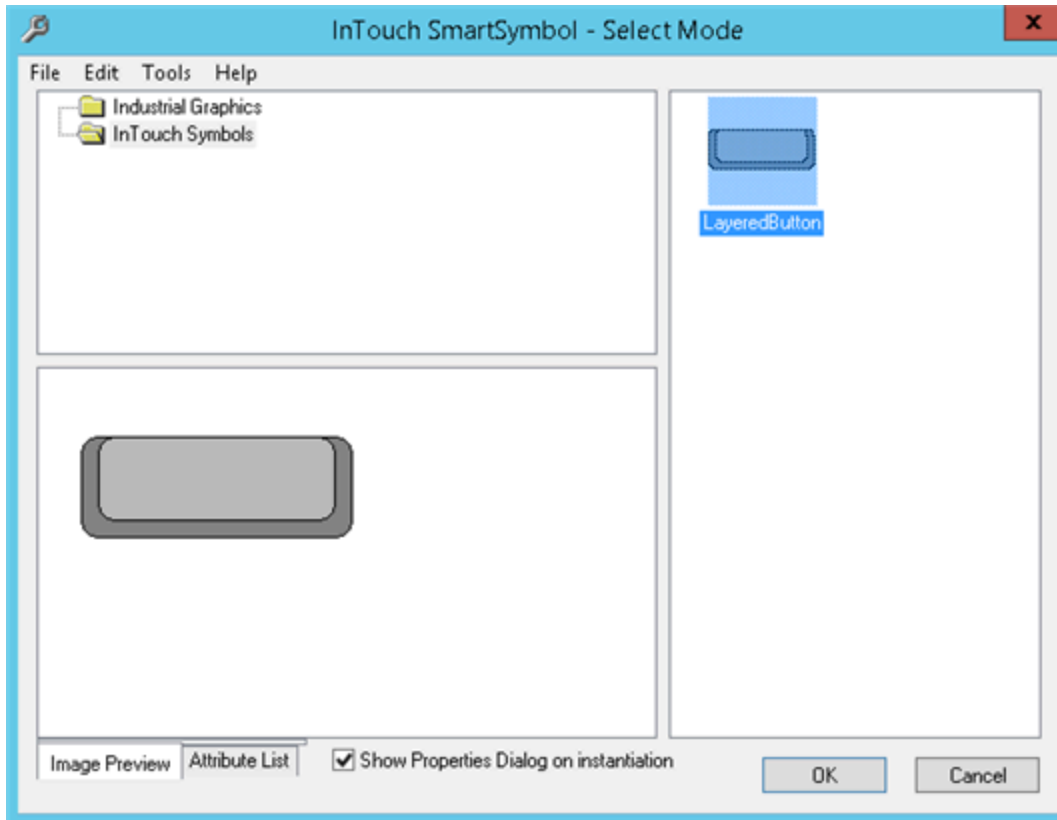 InTouch SmartSymbol - Select Mode
File Edit Tools Help
Industrial Graphics
InTouch Symbols
LayeredButton
Image Preview Attribute List Show Properties Dialog on instantiation
OK Cancel